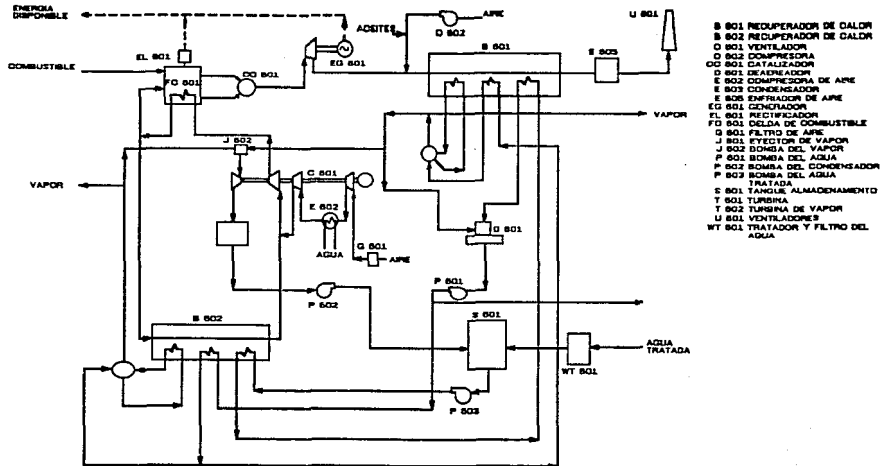 ENERGIA
DISPONIBLE
EL 601
COMBUSTIBLE
FC 601
CO 601
EG 601
ACEITES
AIRE
D 602
B 601
E 605
U 601
VAPOR
J 602
VAPOR
C 601
E 602
AGUA
G 601
AIRE
D 601
P 601
P 602
S 601
AGUA
TRATADA
WT 601
B 602
P 603
B 601 RECUPERADOR DE CALOR
B 602 RECUPERADOR DE CALOR
D 601 VENTILADOR
D 602 COMPRESORA
CO 601 CATALIZADOR
D 601 DEAEREADOR
E 602 COMPRESORA DE AIRE
E 603 CONDENSADOR
E 605 ENFRIADOR DE AIRE
EG 601 GENERADOR
EL 601 RECTIFICADOR
FC 601 CELDA DE COMBUSTIBLE
G 601 FILTRO DE AIRE
J 601 EYECTOR DE VAPOR
J 602 BOMBA DEL VAPOR
P 601 BOMBA DEL AGUA
P 602 BOMBA DEL CONDENSADOR
P 603 BOMBA DEL AGUA
TRATADA
S 601 TANQUE ALMACENAMIENTO
T 601 TURBINA
T 602 TURBINA DE VAPOR
U 601 VENTILADORES
WT 601 TRATADOR Y FILTRO DEL
AGUA